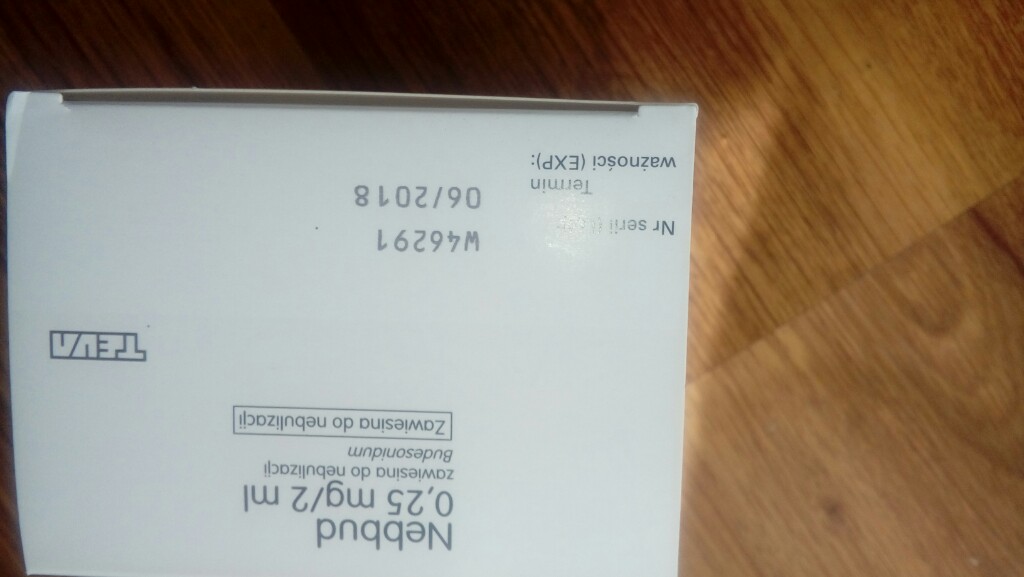 Nebbud
0,25 mg/2 ml
zawiesina do nebulizacji
Budesonidum
Zawiesina do nebulizacji
TEVA
Nr serii
W46291
Termin
06/2018
ważności (EXP):